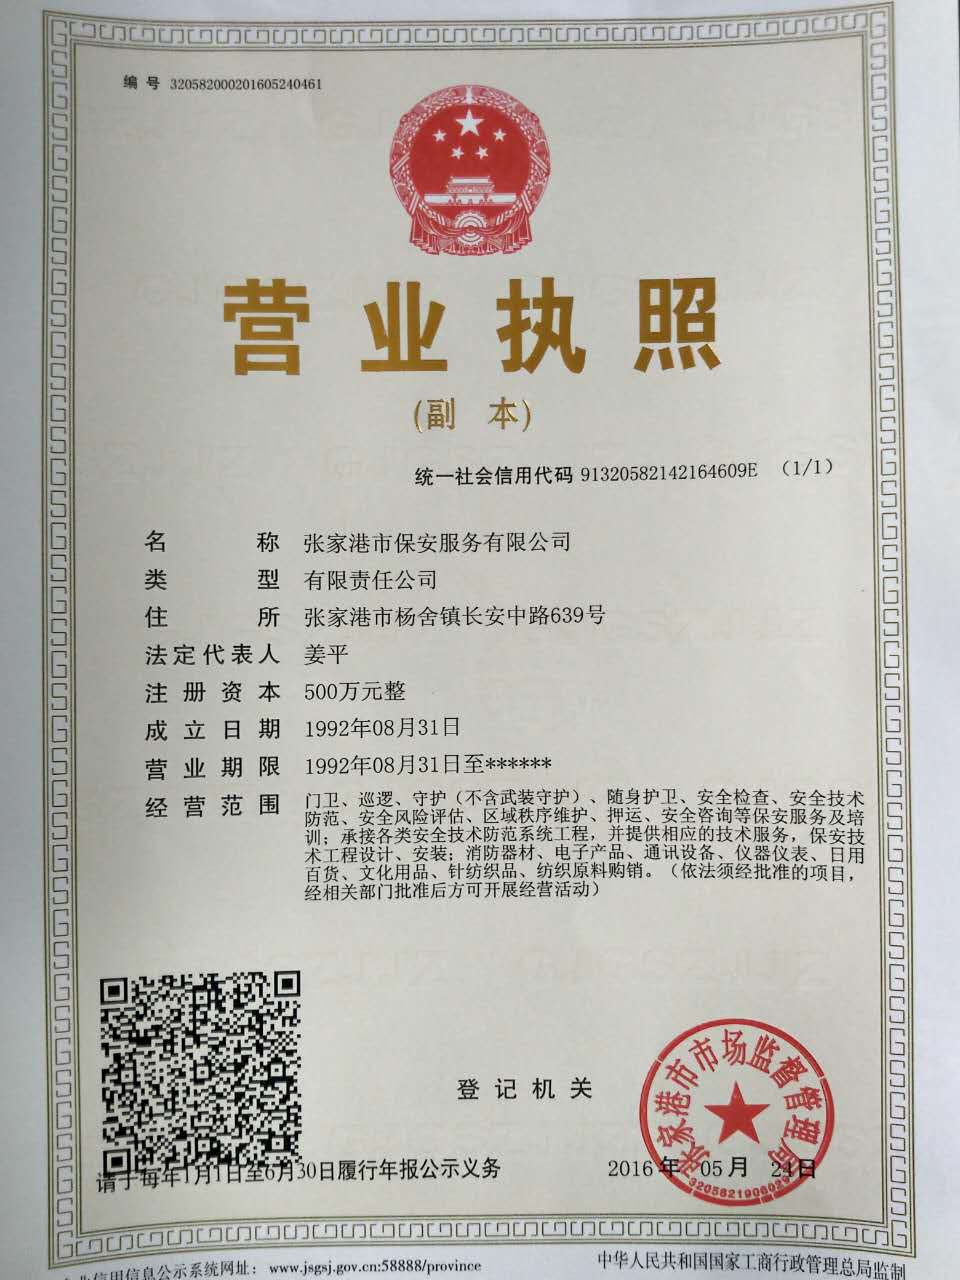 编 号 320582000201605240461
营业执照
(副 本)
统一社会信用代码 91320582142164609E （1/1）
名 称 张家港市保安服务有限公司
类 型 有限责任公司
住 所 张家港市杨舍镇长安中路639号
法定代表人 姜平
注 册 资 本 500万元整
成 立 日 期 1992年08月31日
营 业 期 限 1992年08月31日至******
经 营 范 围 门卫、巡逻、守护（不含武装守护）、随身护卫、安全检查、安全技术
防范、安全风险评估、区域秩序维护、押运、安全咨询等保安服务及培
训；承接各类安全技术防范系统工程，并提供相应的技术服务，保安技
术工程设计、安装；消防器材、电子产品、通讯设备、仪器仪表、日用
百货、文化用品、针纺织品、纺织原料购销。（依法须经批准的项目，
经相关部门批准后方可开展经营活动）
登 记 机 关
张家港市市场监督管理局
3205821906029
请于每年1月1日至6月30日履行年报公示义务
2016 年 05 月 24日
业信用信息公示系统网址： www.jsgsj.gov.cn:58888/province
中华人民共和国国家工商行政管理总局监制